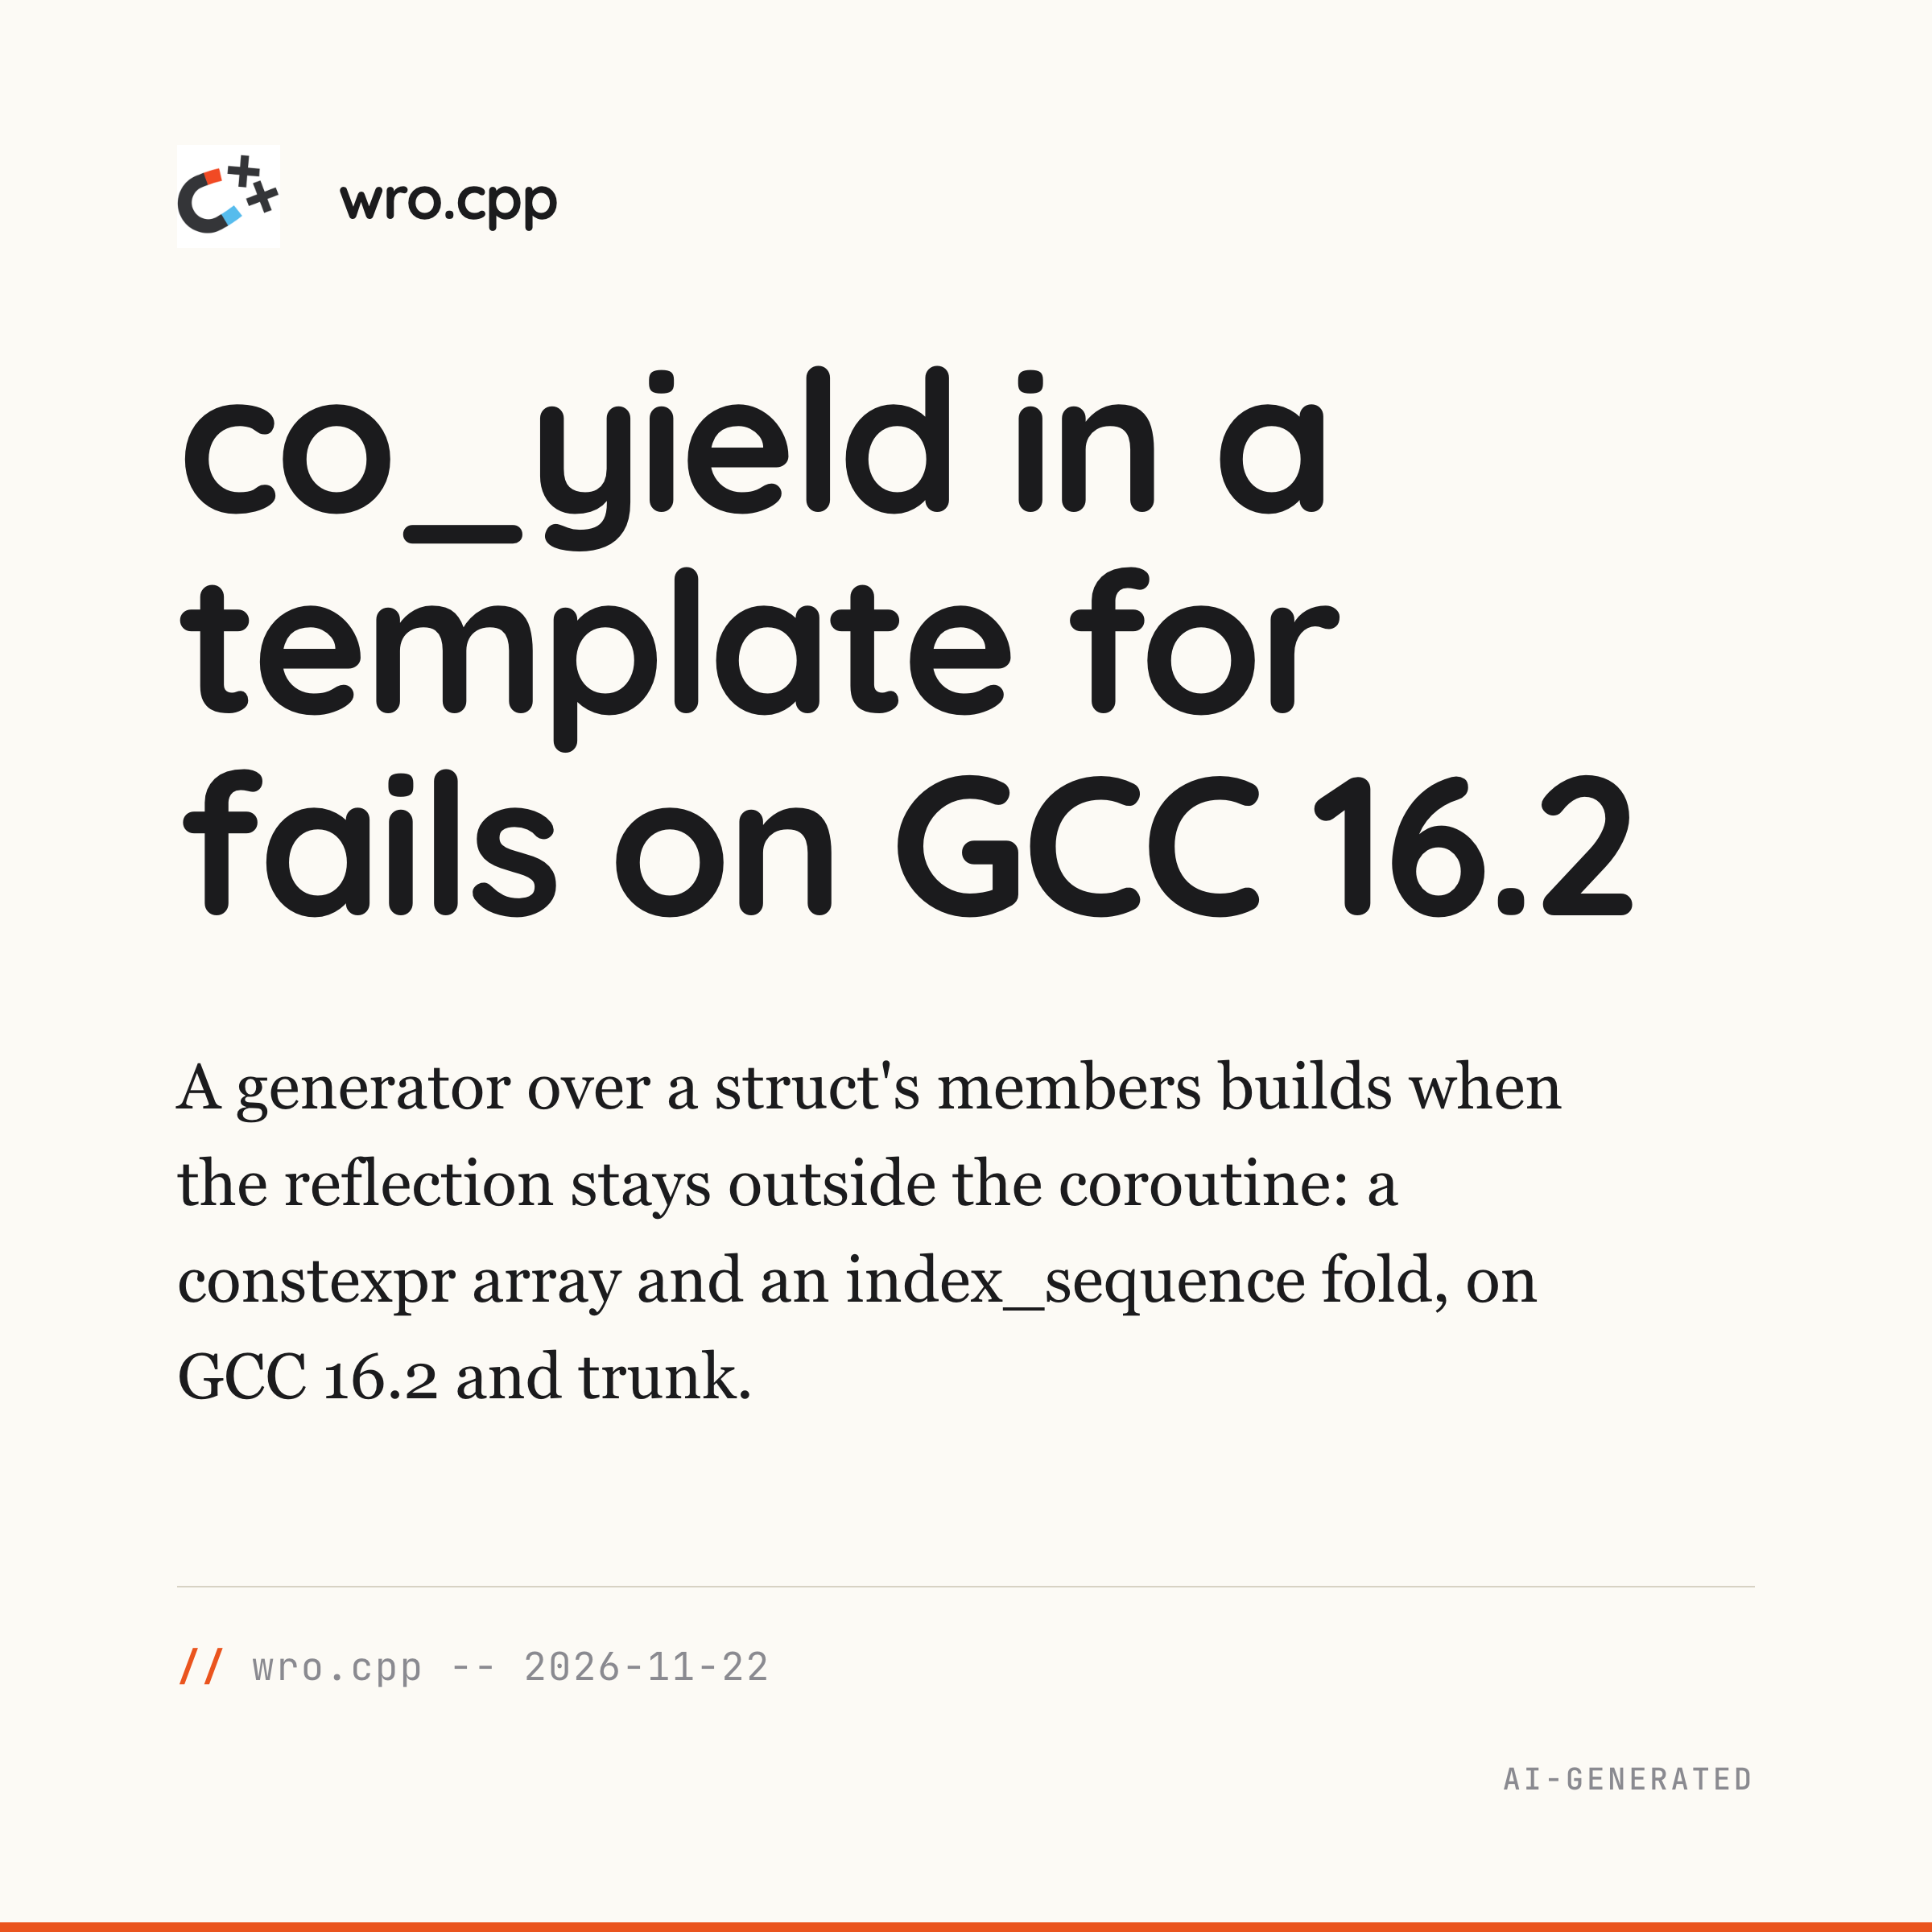 wro.cpp
co_yield in a
template for
fails on GCC 16.2
A generator over a struct's members builds when
the reflection stays outside the coroutine: a
constexpr array and an index_sequence fold, on
GCC 16.2 and trunk.
// wro.cpp -- 2026-11-22
AI-GENERATED